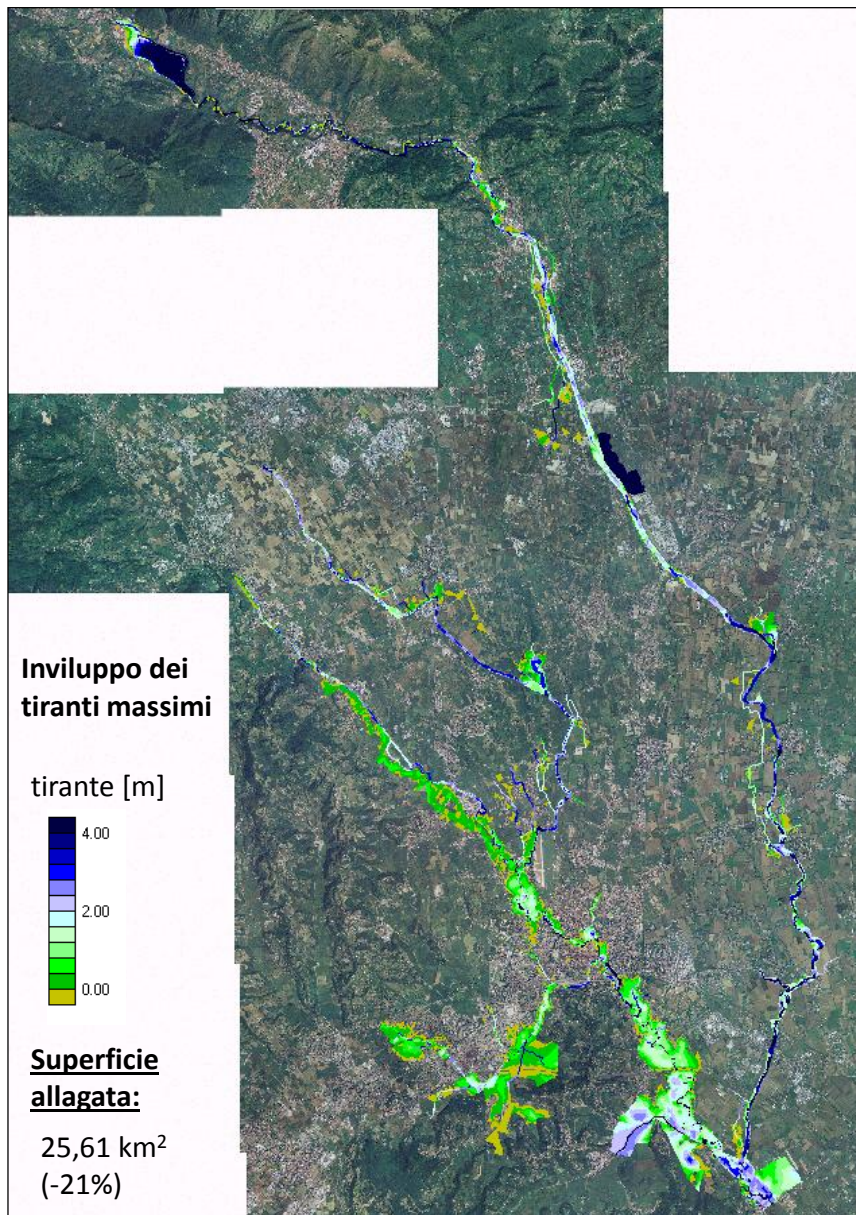 Inviluppo dei
tiranti massimi
tirante [m]
4.00
2.00
0.00
Superficie
allagata:
25,61 km²
(-21%)